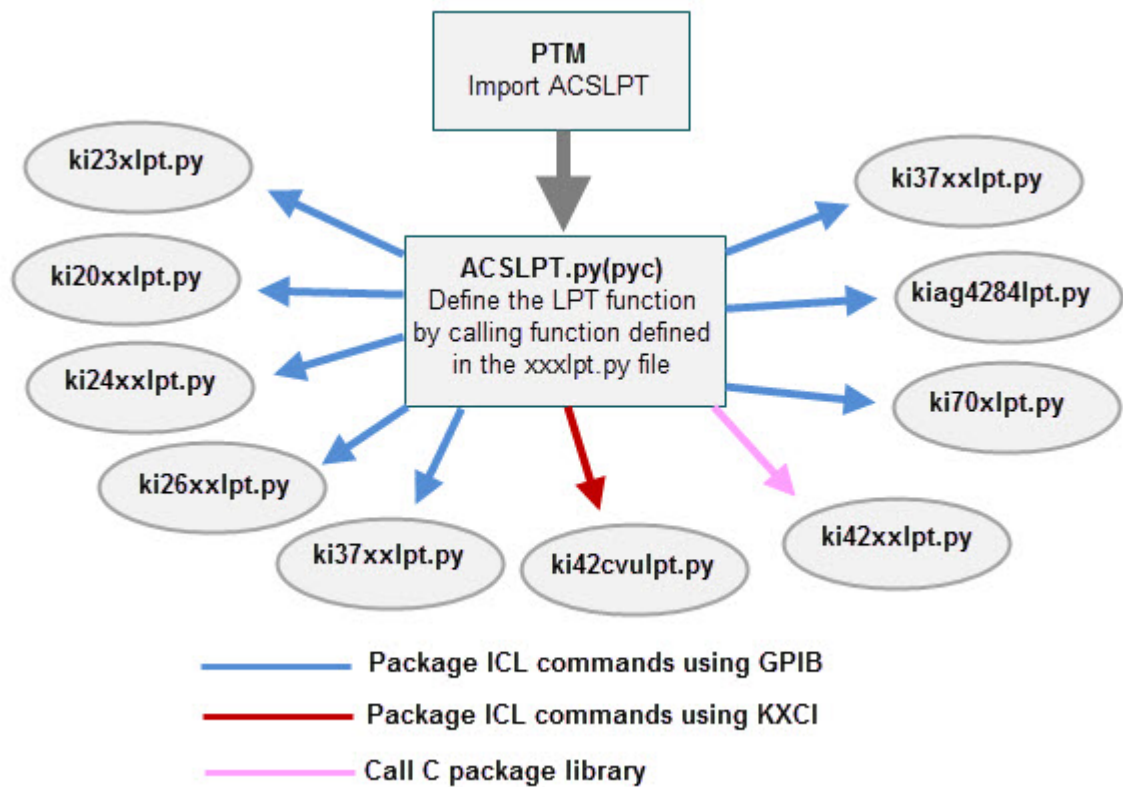 PTM
Import ACSLPT
ki23xlpt.py
ki37xxlpt.py
ACSLPT.py(pyc)
Define the LPT function
by calling function defined
in the xxxlpt.py file
ki20xxlpt.py
kiag4284lpt.py
ki24xxlpt.py
ki70xlpt.py
ki26xxlpt.py
ki37xxlpt.py
ki42cvulpt.py
ki42xxlpt.py
Package ICL commands using GPIB
Package ICL commands using KXCI
Call C package library